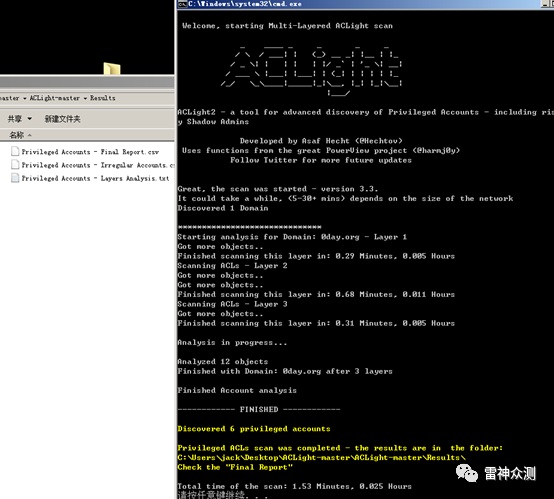 aster ▸ ACLight-master ▸ Results
共享 ▼ 新建文件夹
名称
Privileged Accounts - Final Report.csv
Privileged Accounts - Irregular Accounts.c
Privileged Accounts - Layers Analysis.txt
C:\Windows\system32\cmd.exe
Welcome, starting Multi-Layered ACLight scan
ACLight
ACLight2 - a tool for advanced discovery of Privileged Accounts - including ris
y Shadow Admins
Developer by Asaf Hecht (@Hechtov)
Uses functions from the great PowerView project (@harmj0y)
Follow Twitter for more future updates
Great, the scan was started - version 3.3.
It could take a while, (5-30+ mins) depends on the size of the network
Discovered 1 Domain
******************************
Starting analysis for Domain: 0day.org - Layer 1
Got more objects..
Finished scanning this layer in: 0.29 Minutes, 0.005 Hours
Scanning ACLs - Layer 2
Got more objects..
Got more objects..
Finished scanning this layer in: 0.68 Minutes, 0.011 Hours
Scanning ACLs - Layer 3
Got more objects..
Finished scanning this layer in: 0.31 Minutes, 0.005 Hours
Analysis in progress...
Analyzed 12 objects
Finished with Domain: 0day.org after 3 layers
Finished Account analysis
------------ FINISHED ------------
Discovered 6 privileged accounts
Privileged ACLs scan was completed - the results are in  the folder:
C:\Users\jack\Desktop\ACLight-master\ACLight-master\Results\
Check the "Final Report"
Total time of the scan: 1.53 Minutes, 0.025 Hours
请按任意键继续. . .
雷神众测